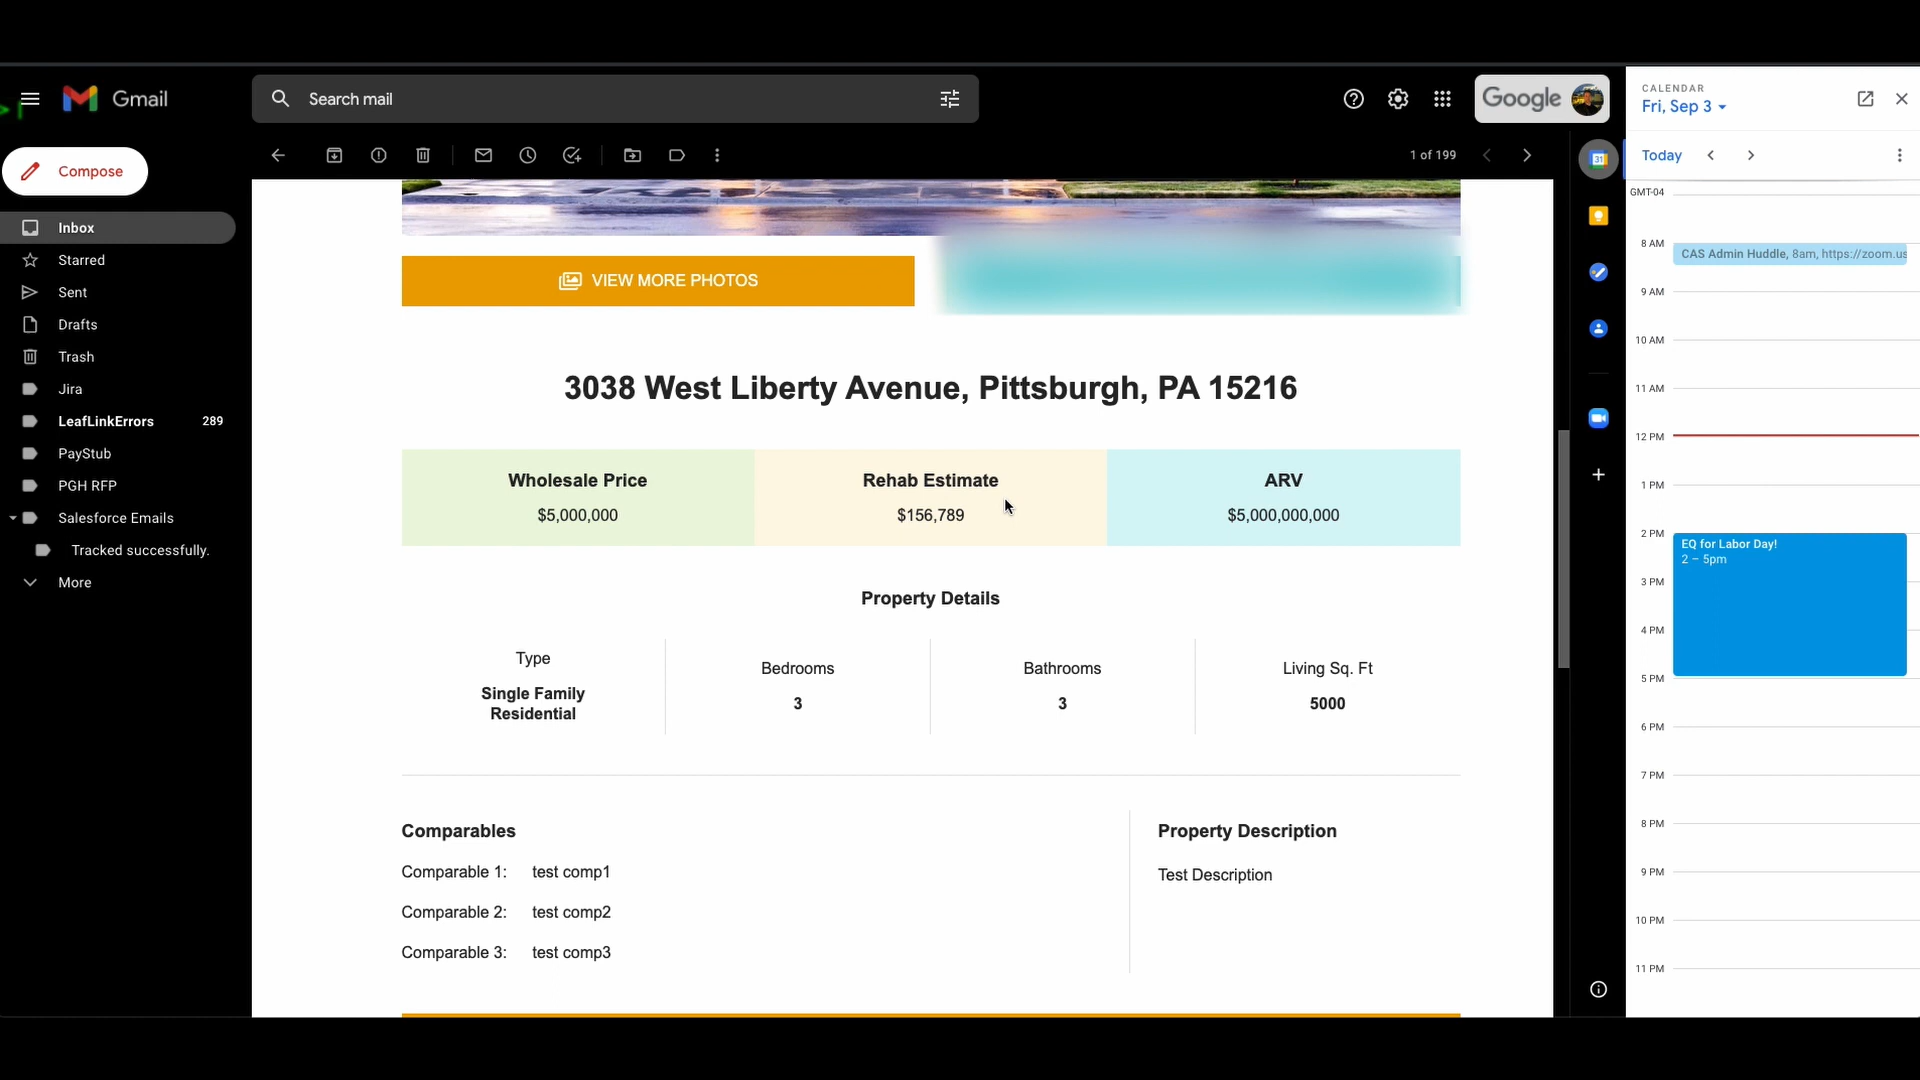 Gmail
Search mail
Google
Compose
1 of 199
Inbox
Starred
Sent
Drafts
Trash
Jira
LeafLinkErrors 289
PayStub
PGH RFP
Salesforce Emails
Tracked successfully.
More
VIEW MORE PHOTOS
3038 West Liberty Avenue, Pittsburgh, PA 15216
Wholesale Price
$5,000,000
Rehab Estimate
$156,789
ARV
$5,000,000,000
Property Details
Type
Single Family
Residential
Bedrooms
3
Bathrooms
3
Living Sq. Ft
5000
Comparables
Comparable 1: test comp1
Comparable 2: test comp2
Comparable 3: test comp3
Property Description
Test Description
31
CALENDAR
Fri, Sep 3
Today
GMT-04
8 AM
CAS Admin Huddle, 8am, https://zoom.us
9 AM
10 AM
11 AM
12 PM
1 PM
2 PM
EQ for Labor Day!
2 – 5pm
3 PM
4 PM
5 PM
6 PM
7 PM
8 PM
9 PM
10 PM
11 PM